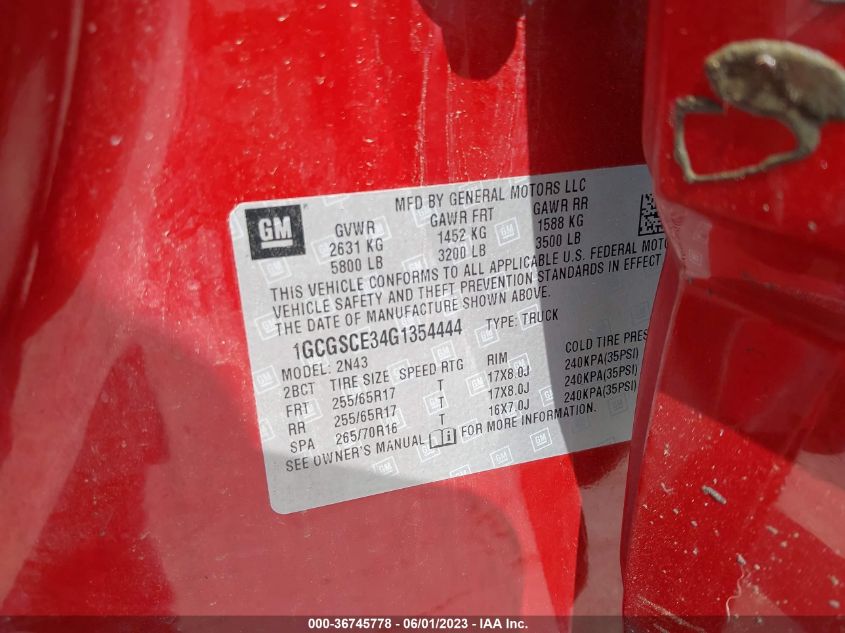 MFD BY GENERAL MOTORS LLC
GM GVWR GAWR FRT GAWR RR
2631 KG 1452 KG 1588 KG
5800 LB 3200 LB 3500 LB
THIS VEHICLE CONFORMS TO ALL APPLICABLE U.S. FEDERAL MOTO
VEHICLE SAFETY AND THEFT PREVENTION STANDARDS IN EFFECT
THE DATE OF MANUFACTURE SHOWN ABOVE.
1GCGSCE34G1354444 TYPE: TRUCK
MODEL: 2N43
2BCT TIRE SIZE SPEED RTG RIM COLD TIRE PRES
FRT 255/65R17 T 17X8.0J 240KPA(35PSI)
RR 255/65R17 T 17X8.0J 240KPA(35PSI)
SPA 265/70R16 T 16X7.0J 240KPA(35PSI)
SEE OWNER'S MANUAL FOR MORE INFORMATION.
000-36745778 - 06/01/2023 - IAA Inc.